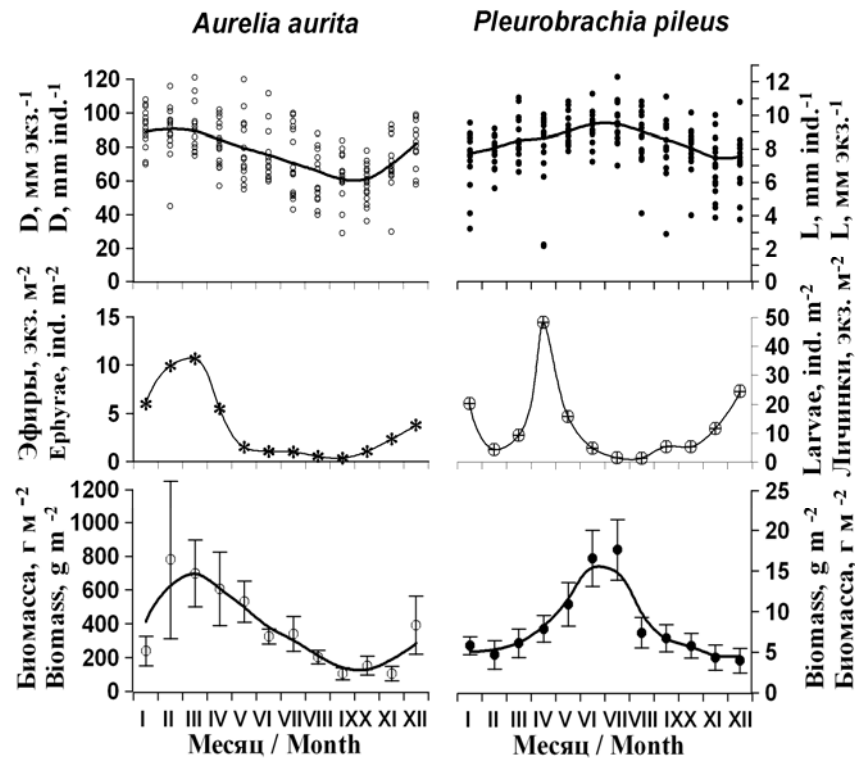 Aurelia aurita
Pleurobrachia pileus
D, мм экз.-1
D, mm ind.-1
120
100
80
60
40
20
0
12
10
8
6
4
2
0
L, mm ind.-1
L, мм экз.-1
Эфиры, экз. м-2
Ephyrae, ind. m-2
15
10
5
0
50
40
30
20
10
0
Larvae, ind. m-2
Личинки, экз. м-2
Биомасса, г м -2
Biomass, g m -2
1200
1000
800
600
400
200
0
25
20
15
10
5
0
Biomass, g m -2
Биомасса, г м -2
I II III IV V VI VII VIII IX X XI XII
I II III IV V VI VII VIII IX X XI XII
Месяц / Month
Месяц / Month